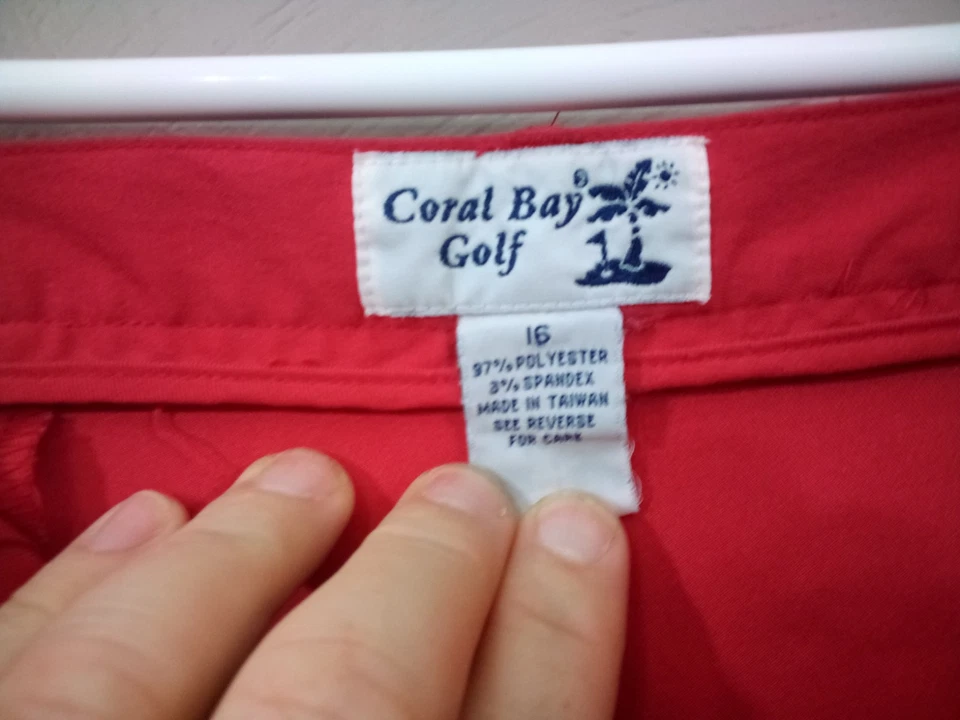 Coral Bay®
Golf
16
97% POLYESTER
3% SPANDEX
MADE IN TAIWAN
SEE REVERSE
FOR CARE